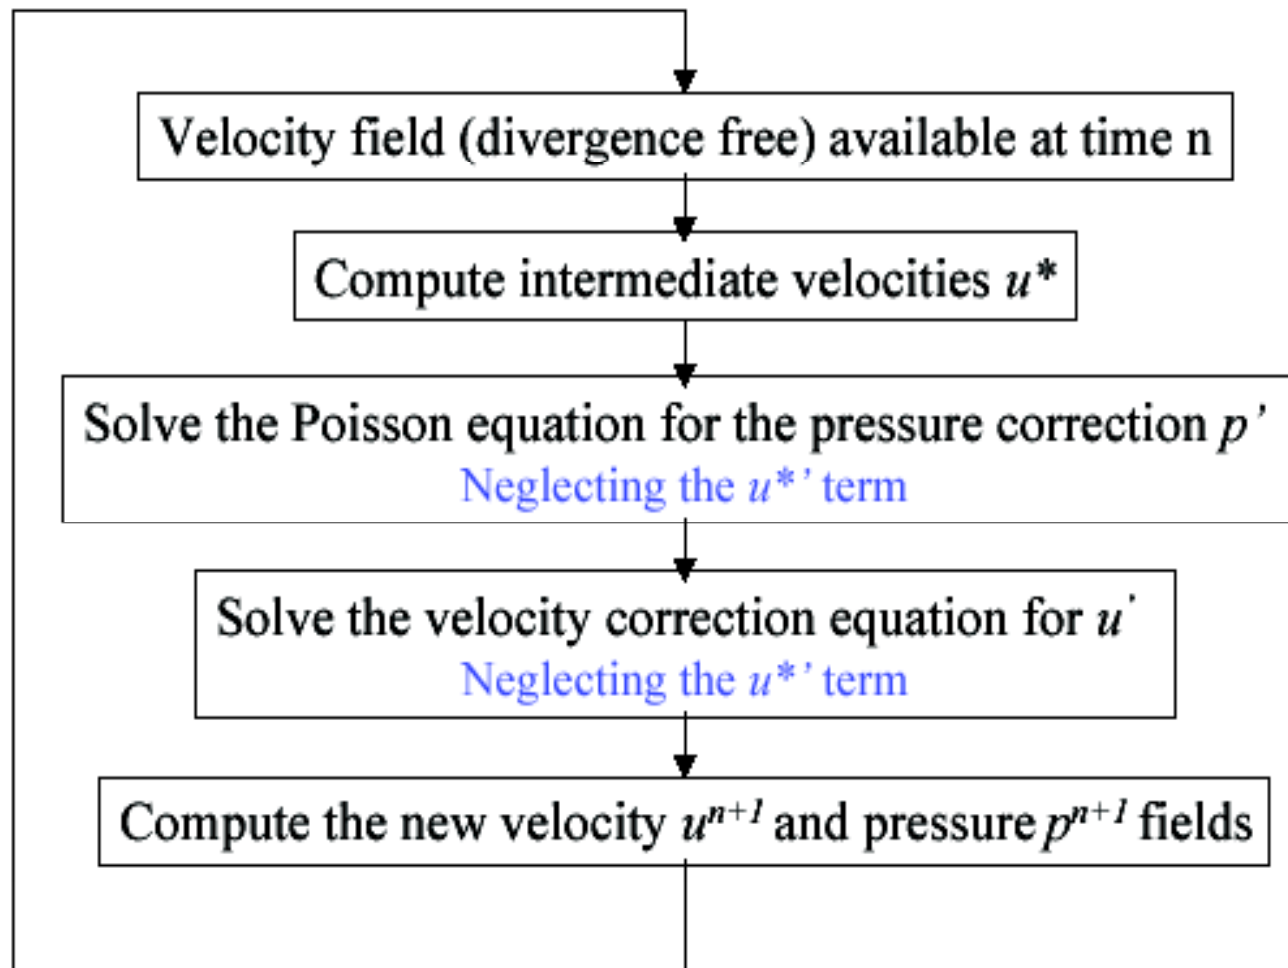 Velocity field (divergence free) available at time n
Compute intermediate velocities u*
Solve the Poisson equation for the pressure correction p’
Neglecting the u*’ term
Solve the velocity correction equation for u’
Neglecting the u*’ term
Compute the new velocity uⁿ⁺¹ and pressure pⁿ⁺¹ fields